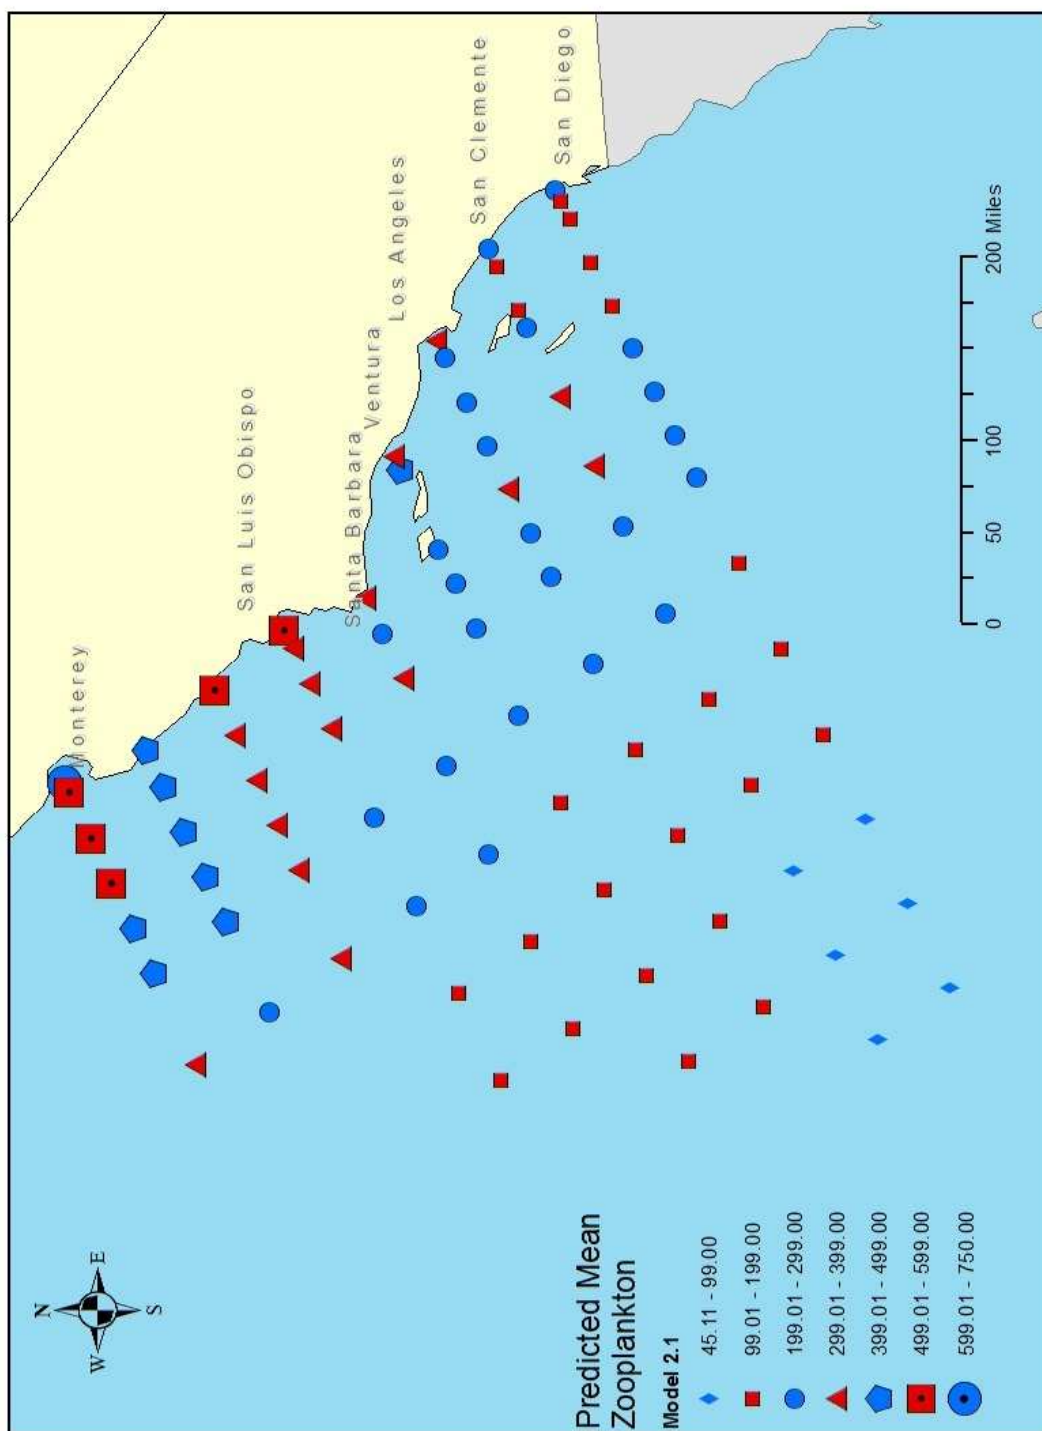 Monterey
San Luis Obispo
Santa Barbara
Ventura
Los Angeles
San Clemente
San Diego
N
W
E
S
Predicted Mean
Zooplankton
Model 2.1
45.11 - 99.00
99.01 - 199.00
199.01 - 299.00
299.01 - 399.00
399.01 - 499.00
499.01 - 599.00
599.01 - 750.00
0 50 100 200 Miles